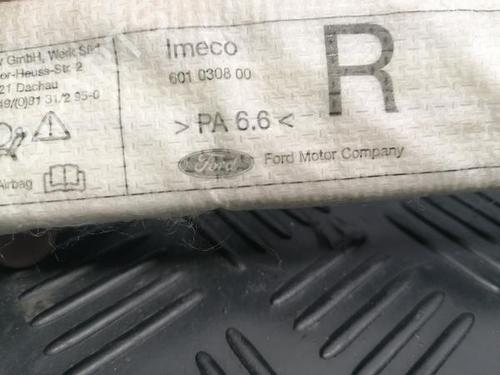 GmbH, Werk Süd
or-Heuss-Str. 2
21 Dachau
49/(0)81 31/2 95-0
Airbag
Imeco
601 0308 00
> PA 6.6 <
Ford
Ford Motor Company
R